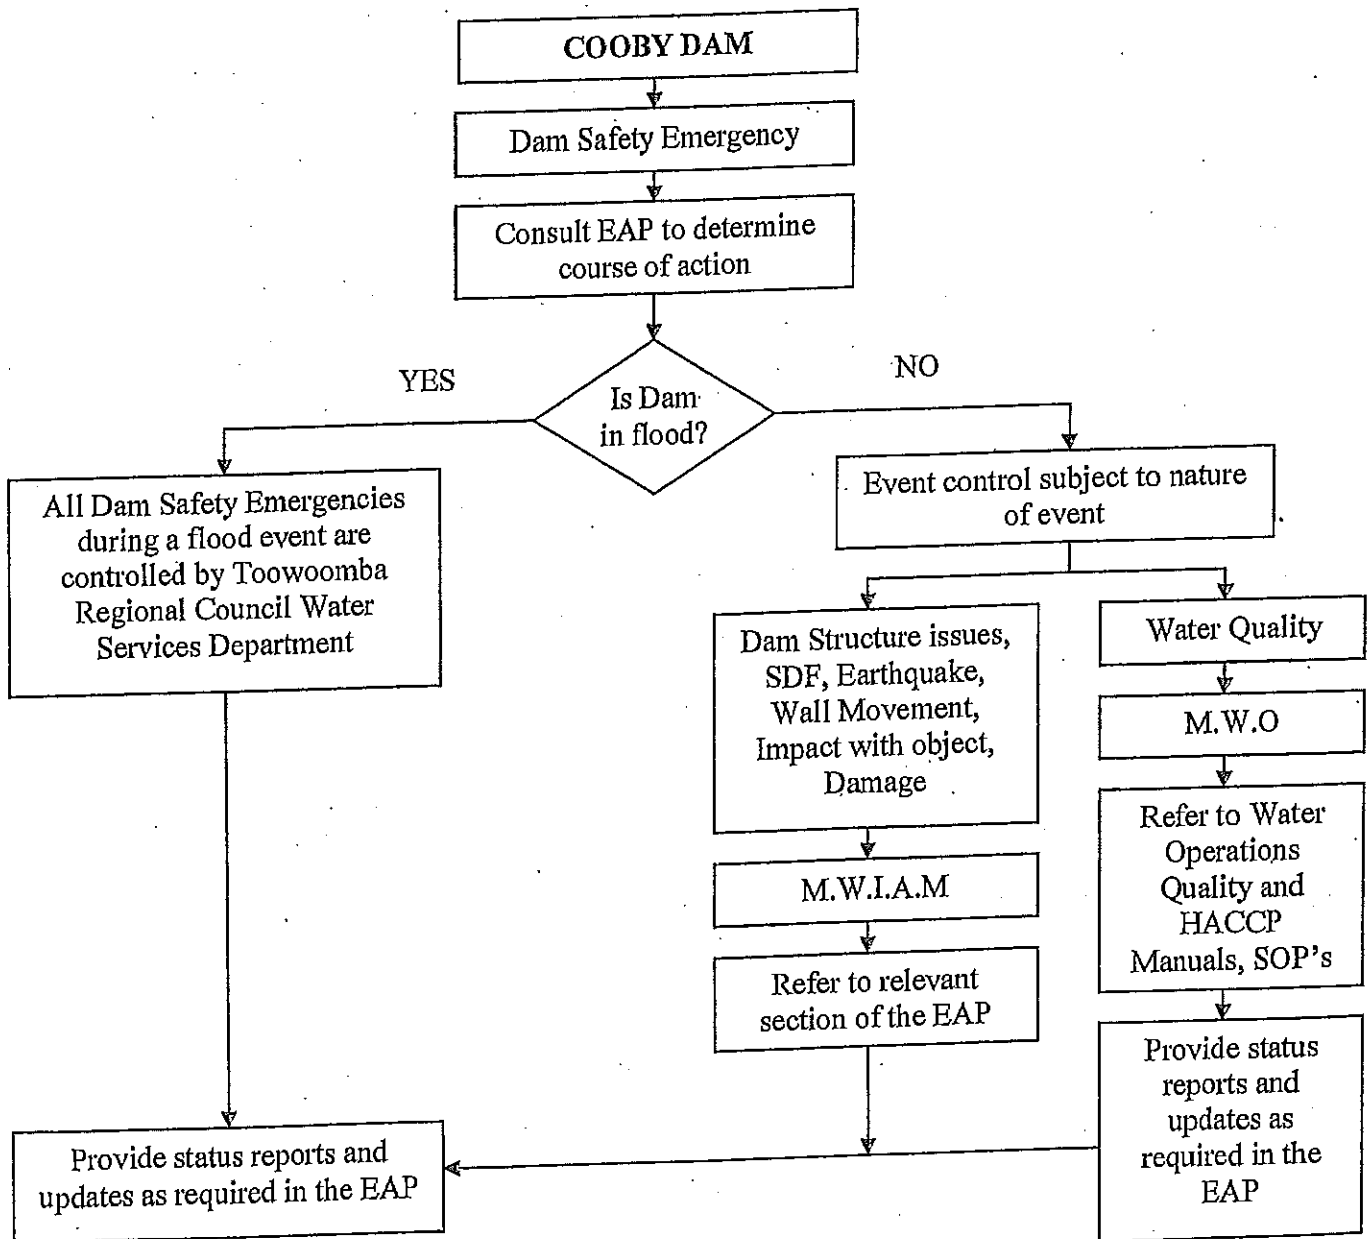 COOBY DAM
Dam Safety Emergency
Consult EAP to determine
course of action
YES
NO
Is Dam
in flood?
All Dam Safety Emergencies
during a flood event are
controlled by Toowoomba
Regional Council Water
Services Department
Event control subject to nature
of event
Dam Structure issues,
SDF, Earthquake,
Wall Movement,
Impact with object,
Damage
Water Quality
M.W.O
M.W.I.A.M
Refer to Water
Operations
Quality and
HACCP
Manuals, SOP's
Refer to relevant
section of the EAP
Provide status
reports and
updates as
required in the
EAP
Provide status reports and
updates as required in the EAP